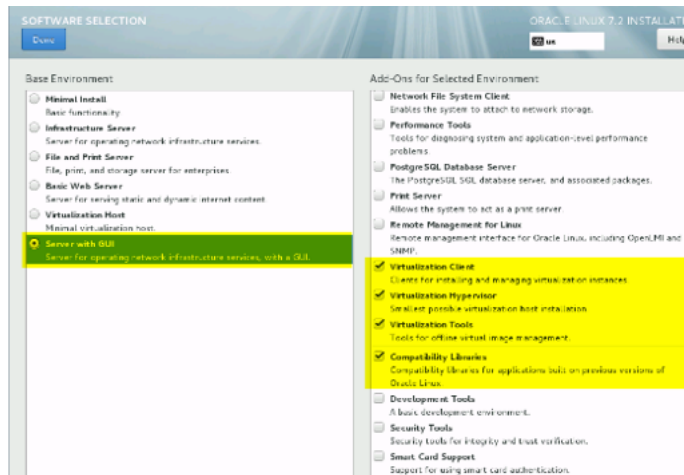 SOFTWARE SELECTION
ORACLE LINUX 7.2 INSTALLAT
Done
us
Help
Base Environment
Minimal Install
Basic functionality.
Infrastructure Server
Server for operating network infrastructure services.
File and Print Server
File, print, and storage server for enterprises.
Basic Web Server
Server for serving static and dynamic internet content.
Virtualization Host
Minimal virtualization host.
Server with GUI
Server for operating network infrastructure services, with a GUI.
Add-Ons for Selected Environment
Network File System Client
Enables the system to attach to network storage.
Performance Tools
Tools for diagnosing system and application-level performance
problems.
PostgreSQL Database Server
The PostgreSQL SQL database server, and associated packages.
Print Server
Allows the system to act as a print server.
Remote Management for Linux
Remote management interface for Oracle Linux, including OpenLMI and
SNMP.
Virtualization Client
Clients for installing and managing virtualization instances.
Virtualization Hypervisor
Smallest possible virtualization host installation.
Virtualization Tools
Tools for offline virtual image management.
Compatibility Libraries
Compatibility libraries for applications built on previous versions of
Oracle Linux.
Development Tools
A basic development environment.
Security Tools
Security tools for integrity and trust verification.
Smart Card Support
Support for using smart card authentication.